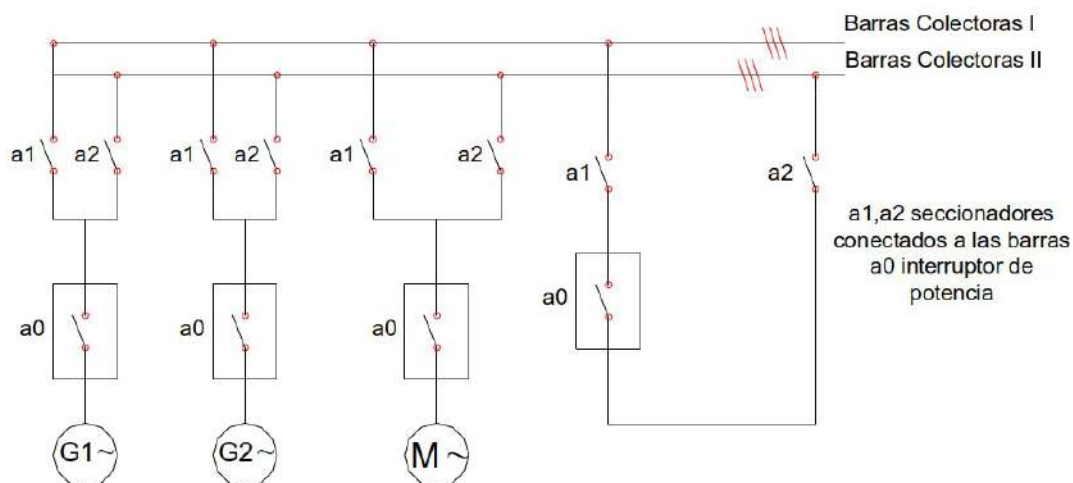 Barras Colectoras I
Barras Colectoras II
a1
a2
a1
a2
a1
a2
a1
a2
a1,a2 seccionadores
conectados a las barras
a0 interruptor de
potencia
a0
a0
a0
a0
G1~
G2~
M~